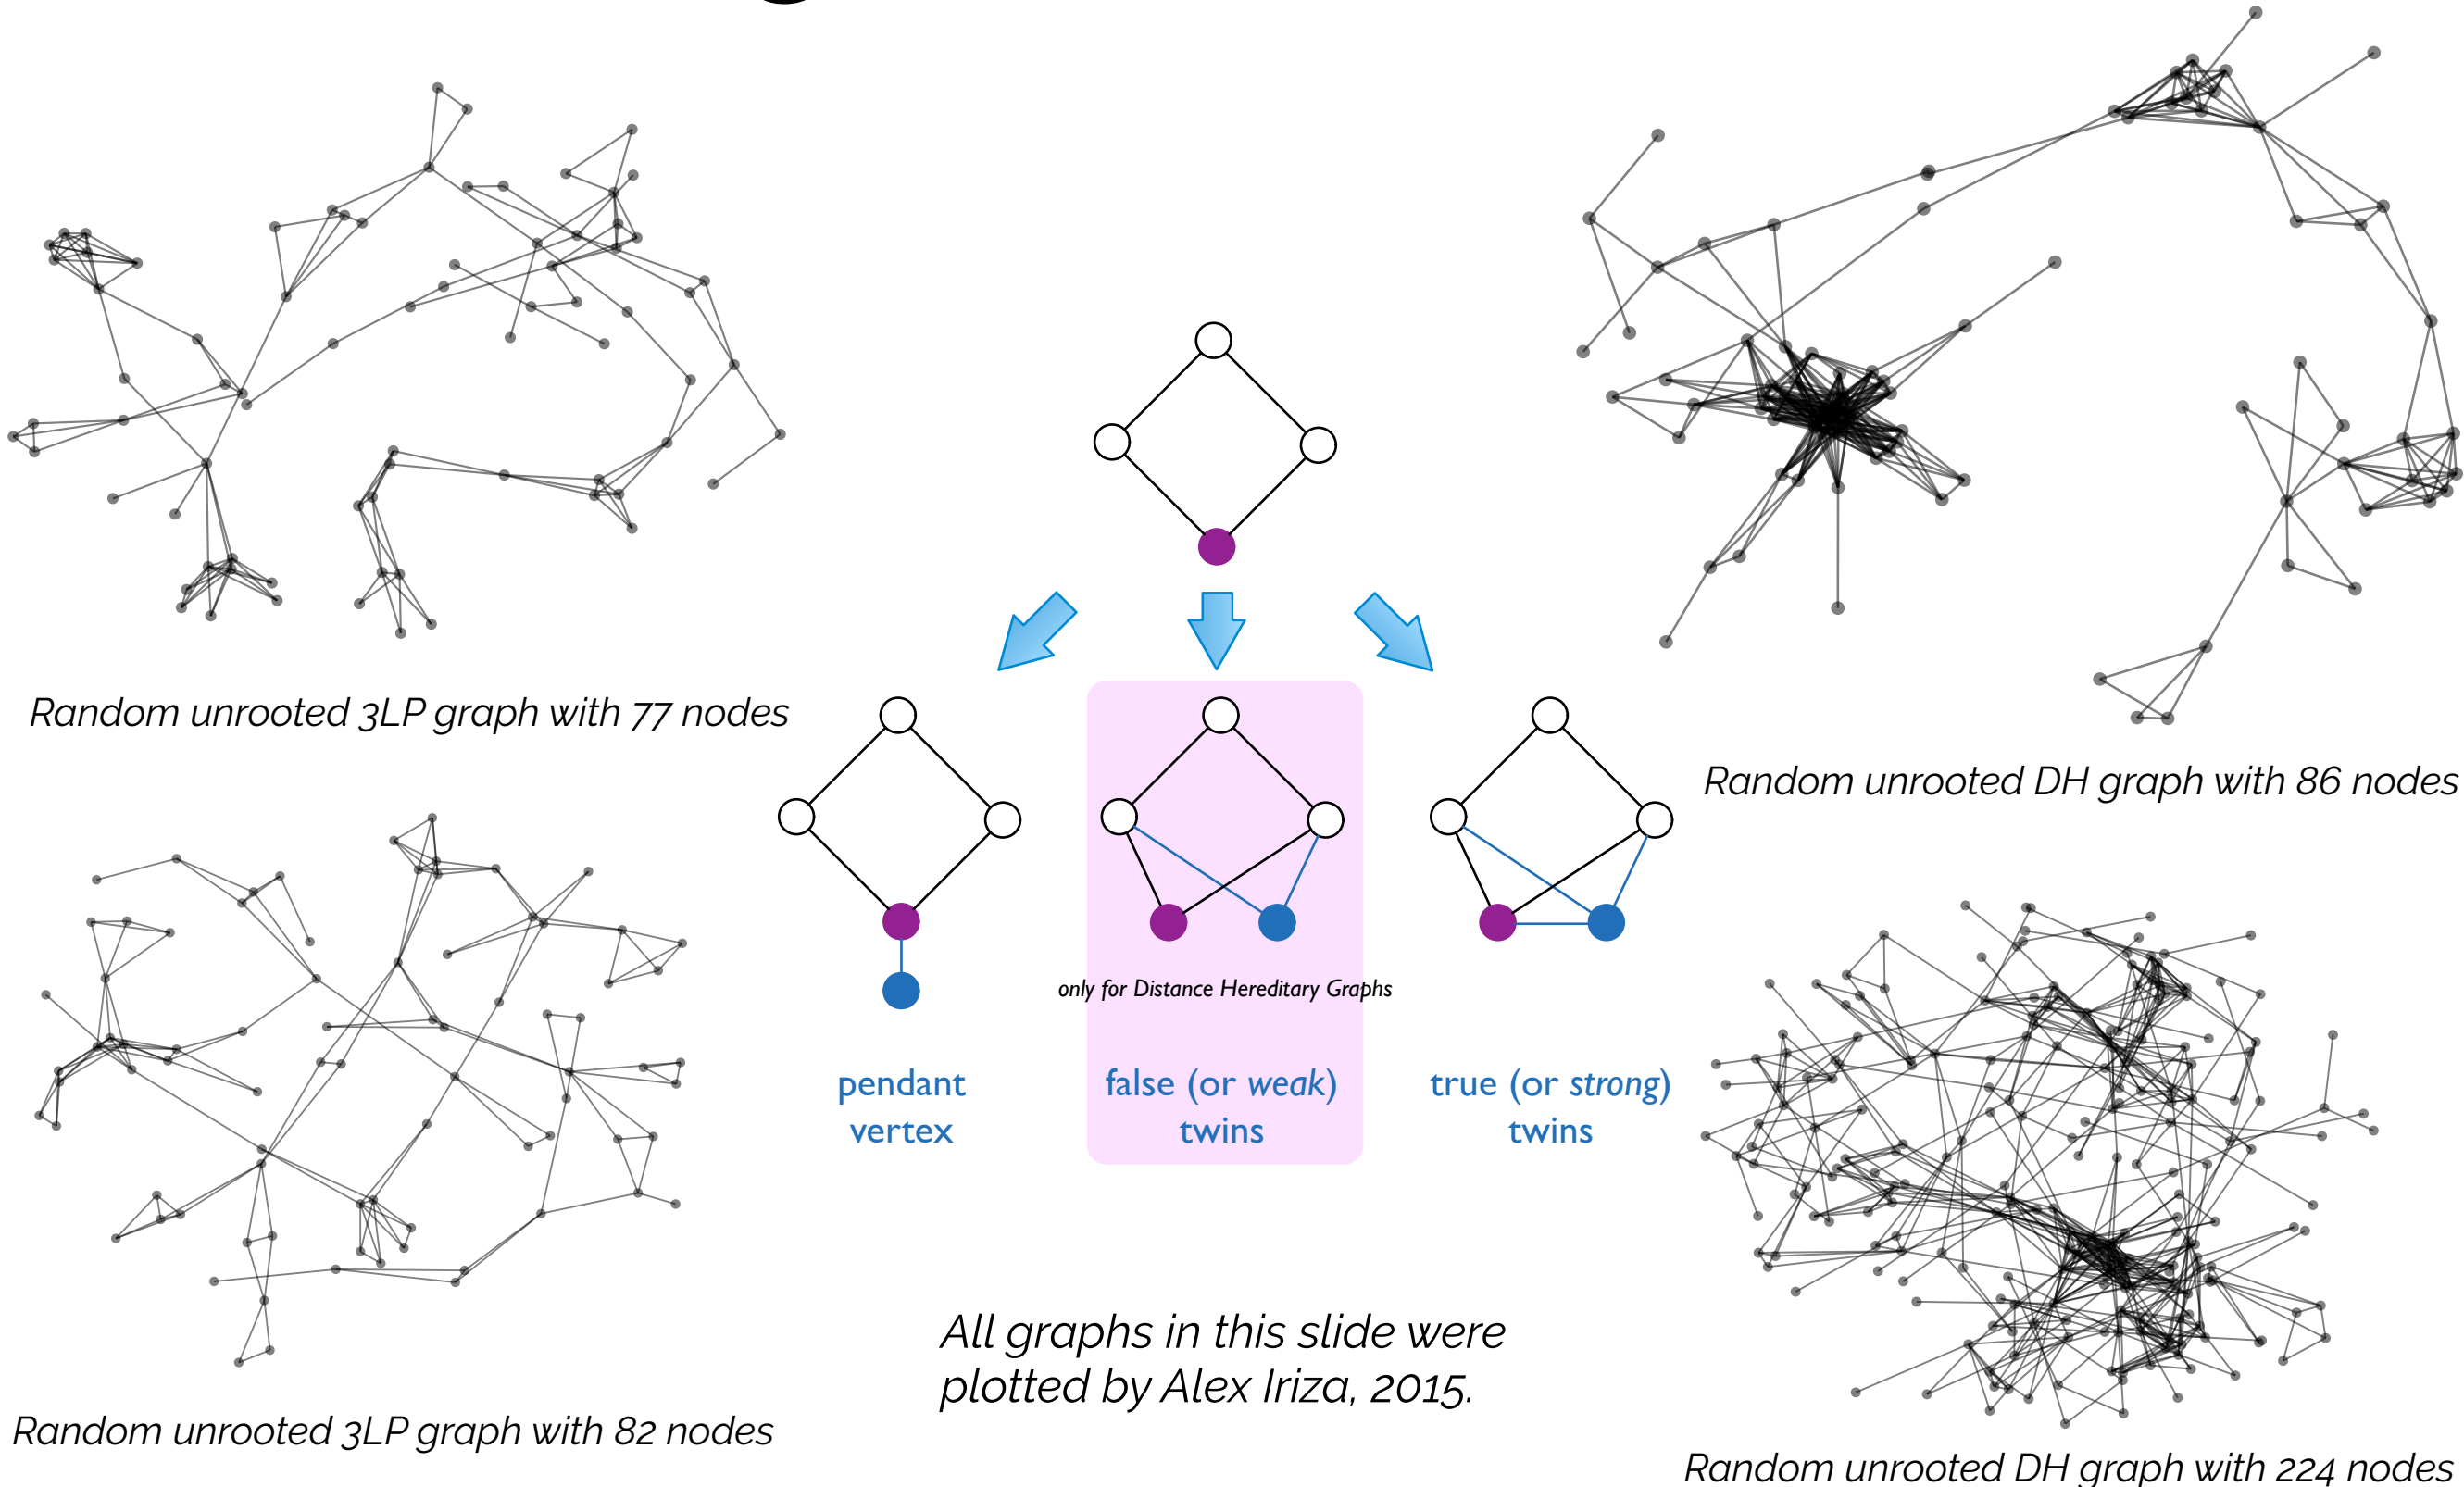 Random unrooted 3LP graph with 77 nodes
Random unrooted DH graph with 86 nodes
only for Distance Hereditary Graphs
pendant
vertex
false (or weak)
twins
true (or strong)
twins
All graphs in this slide were
plotted by Alex Iriza, 2015.
Random unrooted 3LP graph with 82 nodes
Random unrooted DH graph with 224 nodes